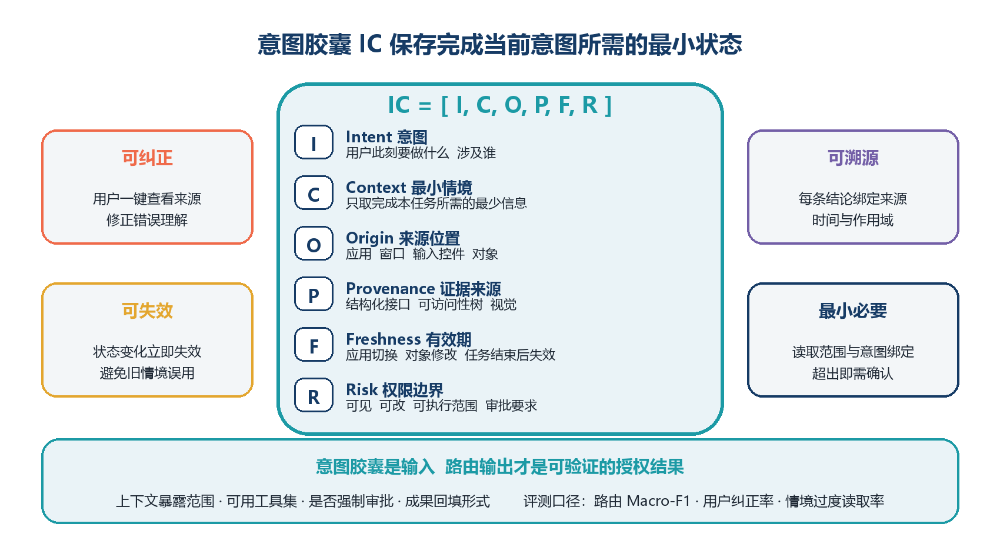 意图胶囊 IC 保存完成当前意图所需的最小状态
IC = [ I, C, O, P, F, R ]
I
Intent 意图
用户此刻要做什么 涉及谁
C
Context 最小情境
只取完成本任务所需的最少信息
O
Origin 来源位置
应用 窗口 输入控件 对象
P
Provenance 证据来源
结构化接口 可访问性树 视觉
F
Freshness 有效期
应用切换 对象修改 任务结束后失效
R
Risk 权限边界
可见 可改 可执行范围 审批要求
可纠正
用户一键查看来源
修正错误理解
可失效
状态变化立即失效
避免旧情境误用
可溯源
每条结论绑定来源
时间与作用域
最小必要
读取范围与意图绑定
超出即需确认
意图胶囊是输入 路由输出才是可验证的授权结果
上下文暴露范围 · 可用工具集 · 是否强制审批 · 成果回填形式
评测口径：路由 Macro-F1 · 用户纠正率 · 情境过度读取率